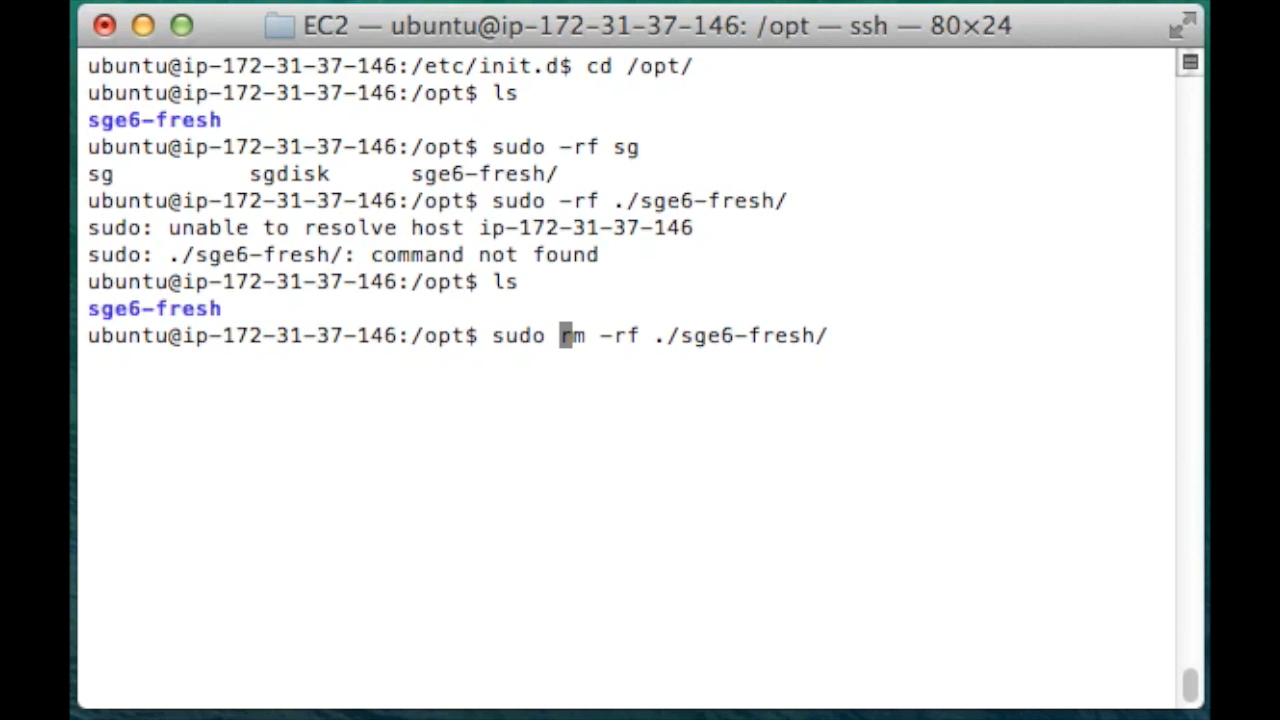 EC2 — ubuntu@ip-172-31-37-146: /opt — ssh — 80×24
ubuntu@ip-172-31-37-146:/etc/init.d$ cd /opt/
ubuntu@ip-172-31-37-146:/opt$ ls
sge6-fresh
ubuntu@ip-172-31-37-146:/opt$ sudo -rf sg
sg          sgdisk      sge6-fresh/
ubuntu@ip-172-31-37-146:/opt$ sudo -rf ./sge6-fresh/
sudo: unable to resolve host ip-172-31-37-146
sudo: ./sge6-fresh/: command not found
ubuntu@ip-172-31-37-146:/opt$ ls
sge6-fresh
ubuntu@ip-172-31-37-146:/opt$ sudo rm -rf ./sge6-fresh/